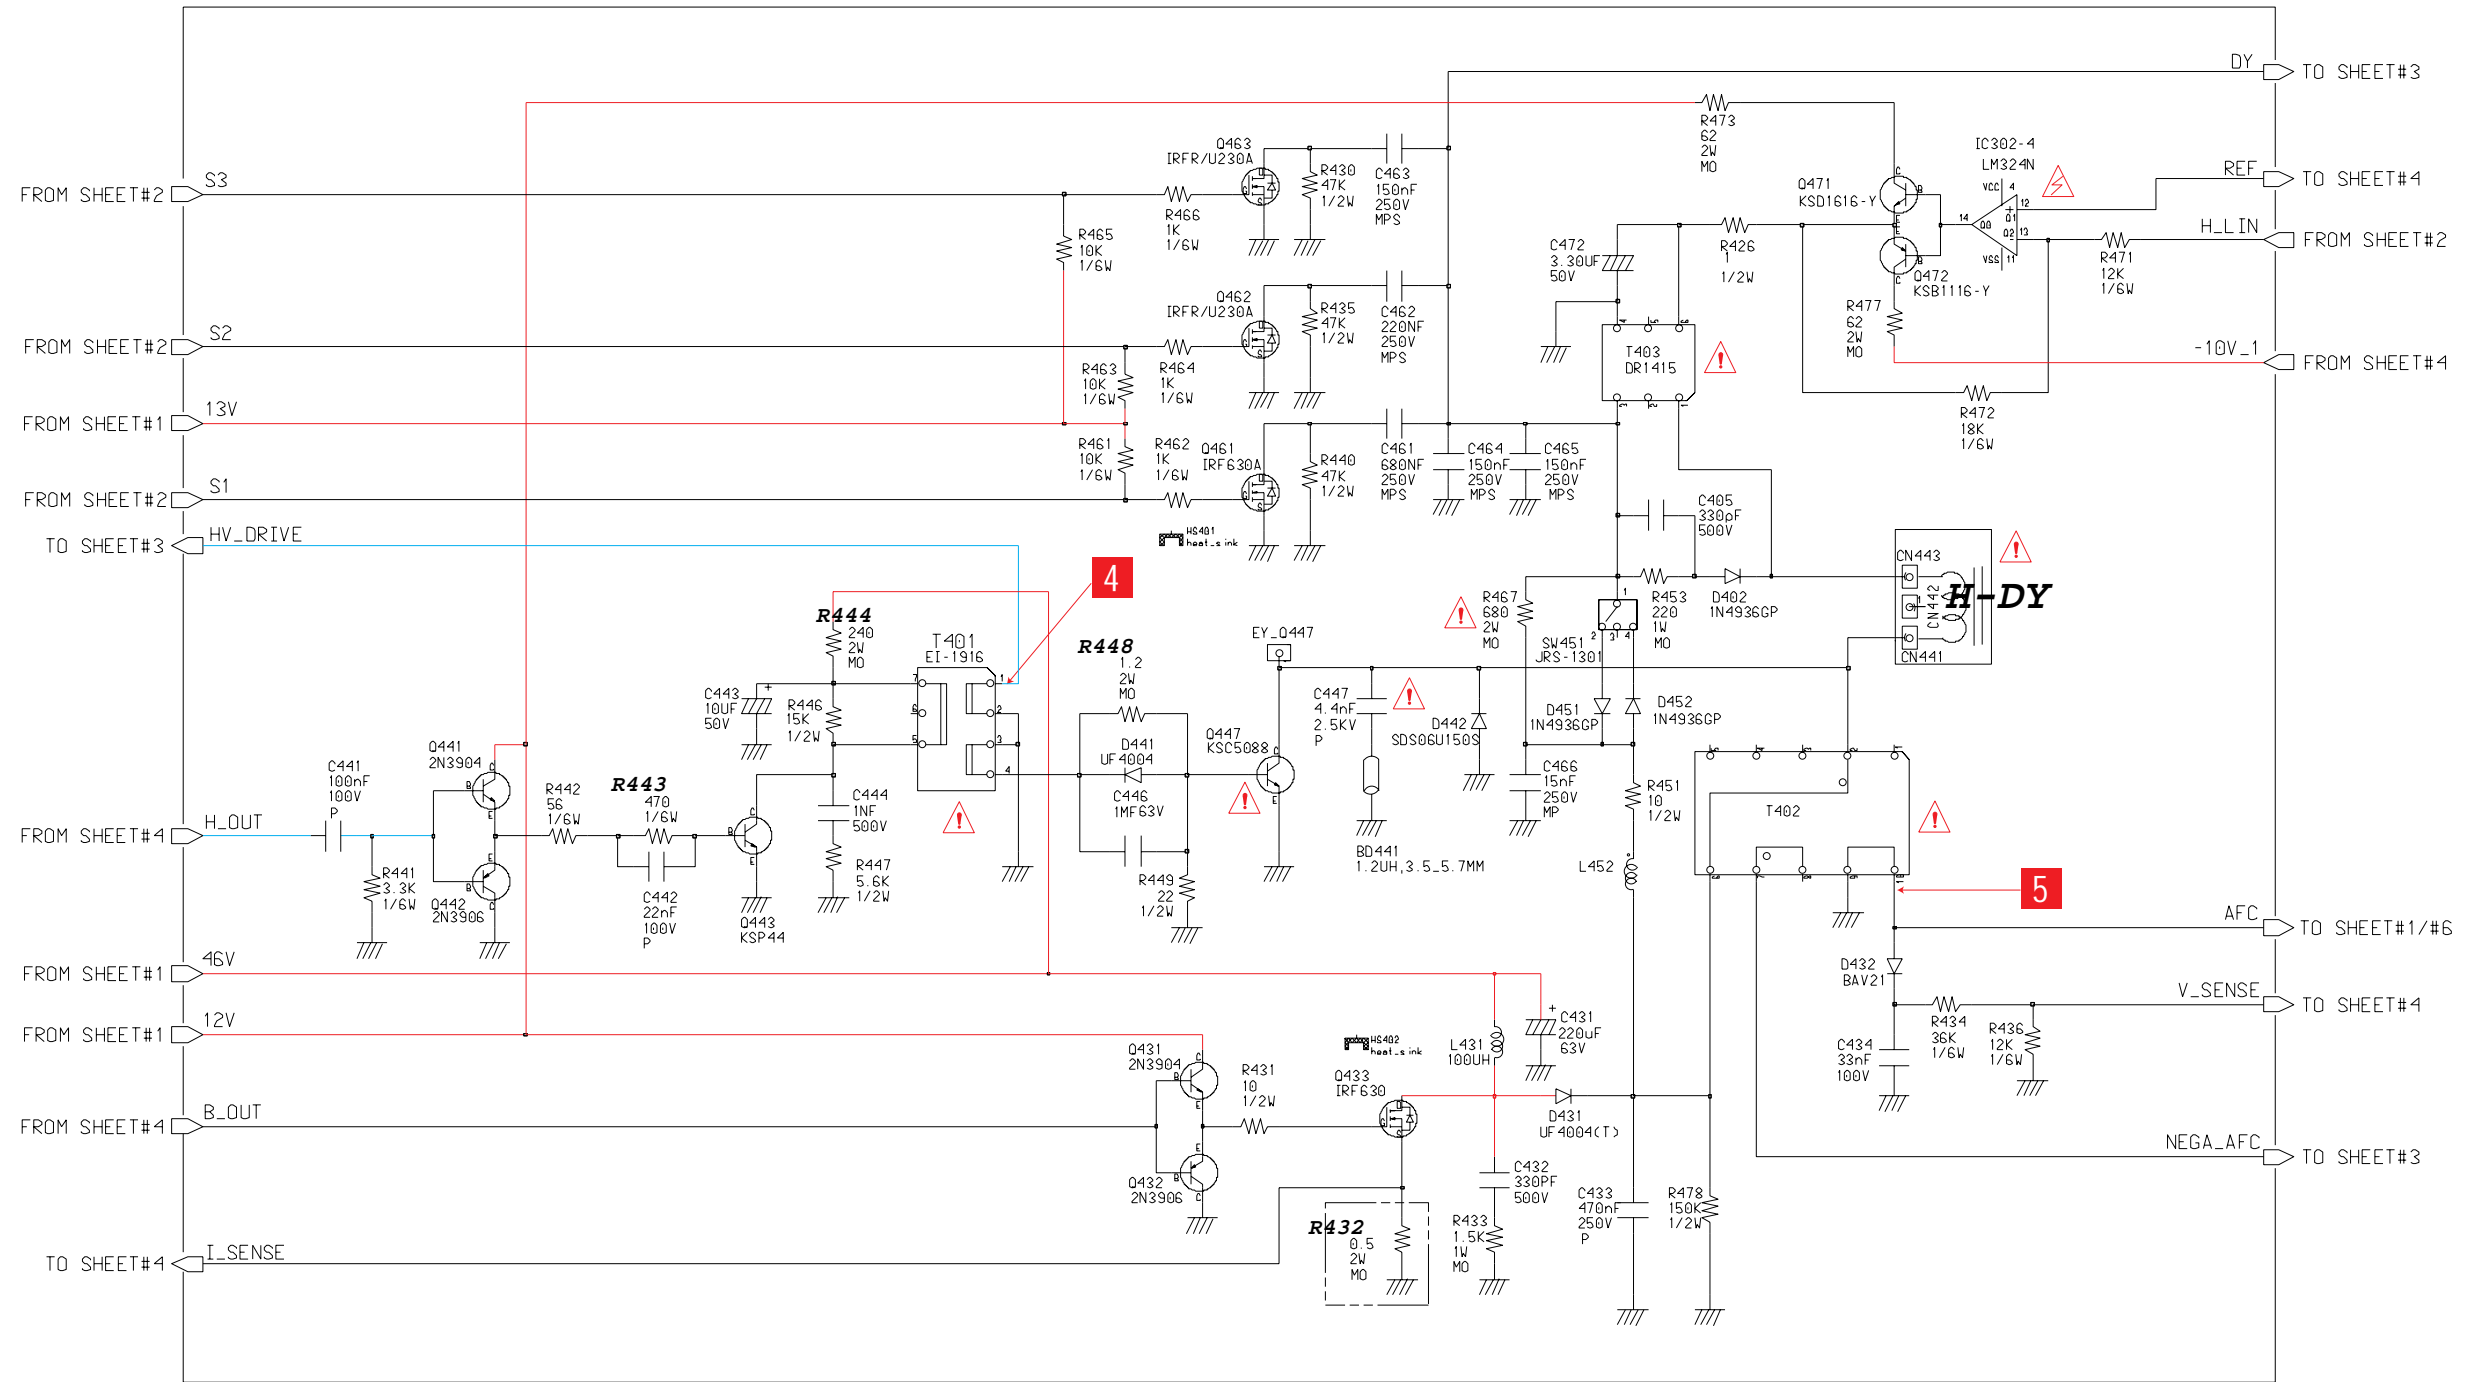 DY
TO SHEET#3
R473
62
2W
MO
IC302-4
LM324N
Q463
IRFR/U230A
R430
47K
1/2W
C463
150nF
250V
MPS
FROM SHEET#2
S3
R466
1K
1/6W
Q471
KSD1616-Y
VCC 4
12
13
14
VSS 11
REF
TO SHEET#4
H_LIN
FROM SHEET#2
R471
12K
1/6W
R465
10K
1/6W
C472
3.30UF
50V
R426
1
1/2W
Q472
KSB1116-Y
R477
62
2W
MO
Q462
IRFR/U230A
R435
47K
1/2W
C462
220NF
250V
MPS
FROM SHEET#2
S2
R463
10K
1/6W
R464
1K
1/6W
T403
DR1415
-10V_1
FROM SHEET#4
R472
18K
1/6W
FROM SHEET#1
13V
R461
10K
1/6W
R462
1K
1/6W
Q461
IRF630A
R440
47K
1/2W
C461
680NF
250V
MPS
C464
150nF
250V
MPS
C465
150nF
250V
MPS
FROM SHEET#2
S1
C405
330pF
500V
HS401
heat_sink
TO SHEET#3
HV_DRIVE
4
CN443
CN442
CN441
H-DY
R444
240
2W
MO
T401
EI-1916
R448
1.2
2W
MO
EY_Q447
R467
680
2W
MO
R453
220
1W
MO
D402
1N4936GP
SW451
JRS-1301
C443
10UF
50V
R446
15K
1/2W
C447
4.4nF
2.5KV
P
D442
SDS06U150S
D451
1N4936GP
D452
1N4936GP
Q441
2N3904
C441
100nF
100V
P
R442
56
1/6W
R443
470
1/6W
D441
UF4004
Q447
KSC5088
C446
1MF63V
C444
1NF
500V
C466
15nF
250V
MP
R451
10
1/2W
T402
FROM SHEET#4
H_OUT
R441
3.3K
1/6W
Q442
2N3906
C442
22nF
100V
P
Q443
KSP44
R447
5.6K
1/2W
R449
22
1/2W
BD441
1.2UH,3.5_5.7MM
L452
5
AFC
TO SHEET#1/#6
FROM SHEET#1
46V
D432
BAV21
FROM SHEET#1
12V
V_SENSE
TO SHEET#4
R434
36K
1/6W
R436
12K
1/6W
C434
33nF
100V
Q431
2N3904
R431
10
1/2W
HS402
heat_sink
Q433
IRF630
L431
100UH
C431
220uF
63V
D431
UF4004(T)
FROM SHEET#4
B_OUT
NEGA_AFC
TO SHEET#3
Q432
2N3906
C432
330PF
500V
C433
470nF
250V
P
R478
150K
1/2W
R432
0.5
2W
MO
R433
1.5K
1W
MO
TO SHEET#4
I_SENSE